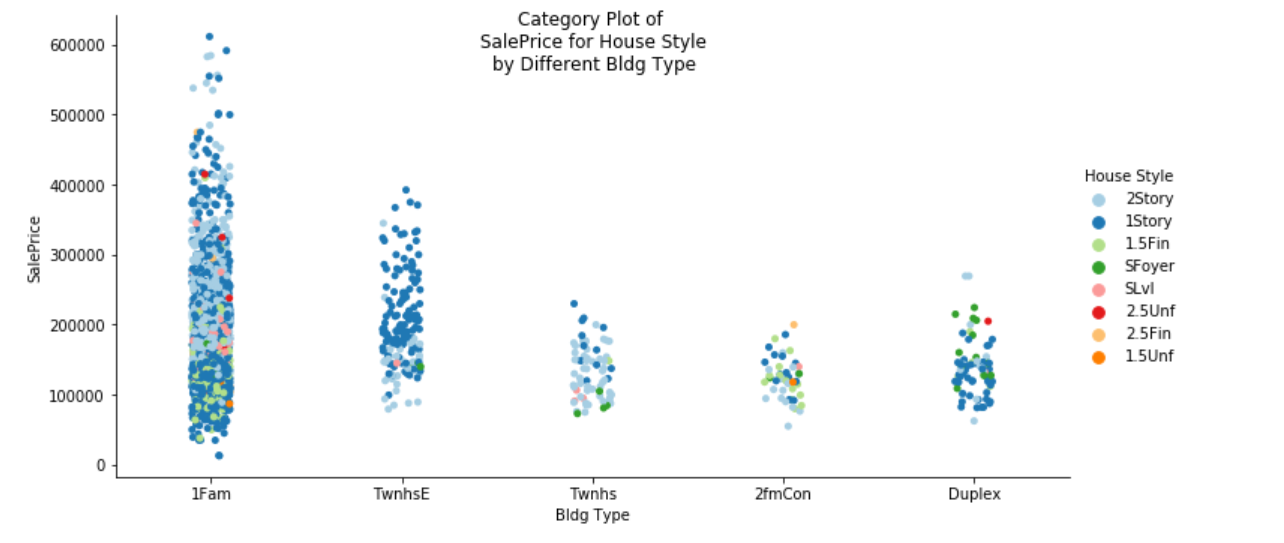 Category Plot of
SalePrice for House Style
by Different Bldg Type
SalePrice
600000
500000
400000
300000
200000
100000
0
1Fam
TwnhsE
Twnhs
2fmCon
Duplex
Bldg Type
House Style
2Story
1Story
1.5Fin
SFoyer
SLvl
2.5Unf
2.5Fin
1.5Unf